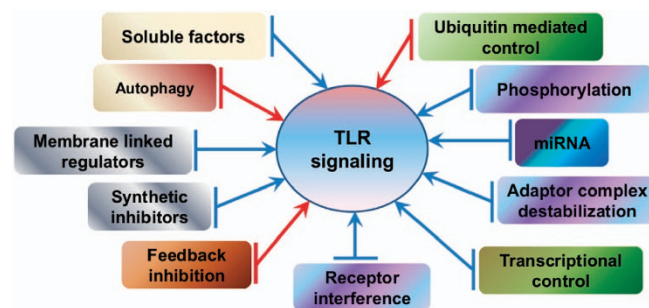 Soluble factors
Ubiquitin mediated
control
Autophagy
Phosphorylation
TLR
signaling
Membrane linked
regulators
miRNA
Synthetic
inhibitors
Adaptor complex
destabilization
Feedback
inhibition
Receptor
interference
Transcriptional
control